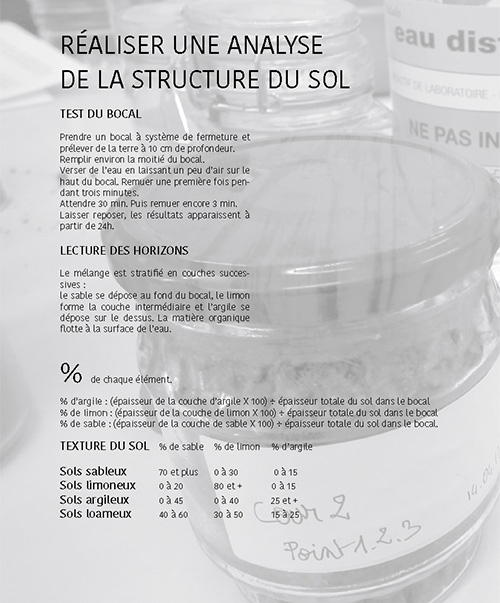 eau dis
DE LABORATOIRE -
NE PAS IN
RÉALISER UNE ANALYSE
DE LA STRUCTURE DU SOL
TEST DU BOCAL
Prendre un bocal à système de fermeture et
prélever de la terre à 10 cm de profondeur.
Remplir environ la moitié du bocal.
Verser de l'eau en laissant un peu d'air sur le
haut du bocal. Remuer une première fois pen-
dant trois minutes.
Attendre 30 min. Puis remuer encore 3 min.
Laisser reposer, les résultats apparaissent à
partir de 24h.
LECTURE DES HORIZONS
Le mélange est stratifié en couches succes-
sives :
le sable se dépose au fond du bocal, le limon
forme la couche intermédiaire et l'argile se
dépose sur le dessus. La matière organique
flotte à la surface de l'eau.
% de chaque élément.
% d'argile : (épaisseur de la couche d'argile X 100) ÷ épaisseur totale du sol dans le bocal
% de limon : (épaisseur de la couche de limon X 100) ÷ épaisseur totale du sol dans le bocal
% de sable : (épaisseur de la couche de sable X 100) ÷ épaisseur totale du sol dans le bocal.
TEXTURE DU SOL % de sable % de limon % d'argile
Sols sableux 70 et plus 0 à 30 0 à 15
Sols limoneux 0 à 20 80 et + 0 à 15
Sols argileux 0 à 45 0 à 40 25 et +
Sols loameux 40 à 60 30 à 50 15 à 25
Point 1.2.3